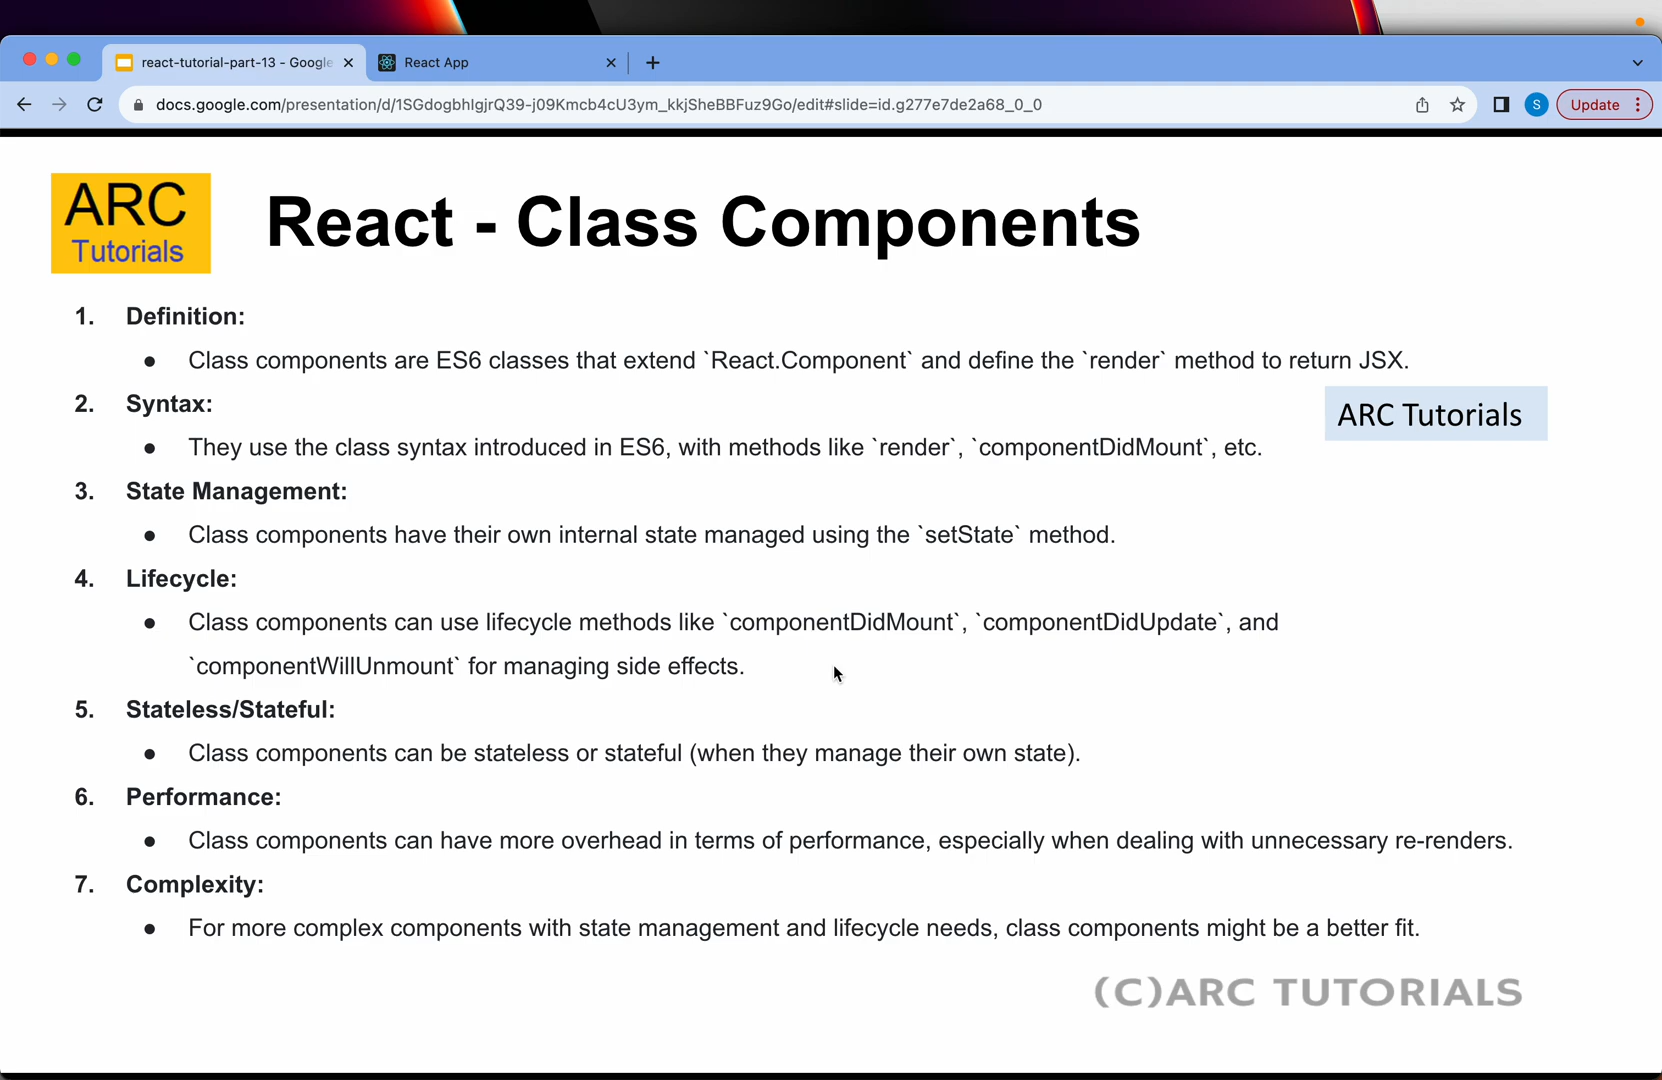 react-tutorial-part-13 - Google
React App
docs.google.com/presentation/d/1SGdogbhlgjrQ39-j09Kmcb4cU3ym_kkjSheBBFuz9Go/edit#slide=id.g277e7de2a68_0_0
S
Update
ARC
Tutorials
React - Class Components
1. Definition:
● Class components are ES6 classes that extend `React.Component` and define the `render` method to return JSX.
2. Syntax:
ARC Tutorials
● They use the class syntax introduced in ES6, with methods like `render`, `componentDidMount`, etc.
3. State Management:
● Class components have their own internal state managed using the `setState` method.
4. Lifecycle:
● Class components can use lifecycle methods like `componentDidMount`, `componentDidUpdate`, and
`componentWillUnmount` for managing side effects.
5. Stateless/Stateful:
● Class components can be stateless or stateful (when they manage their own state).
6. Performance:
● Class components can have more overhead in terms of performance, especially when dealing with unnecessary re-renders.
7. Complexity:
● For more complex components with state management and lifecycle needs, class components might be a better fit.
(C)ARC TUTORIALS